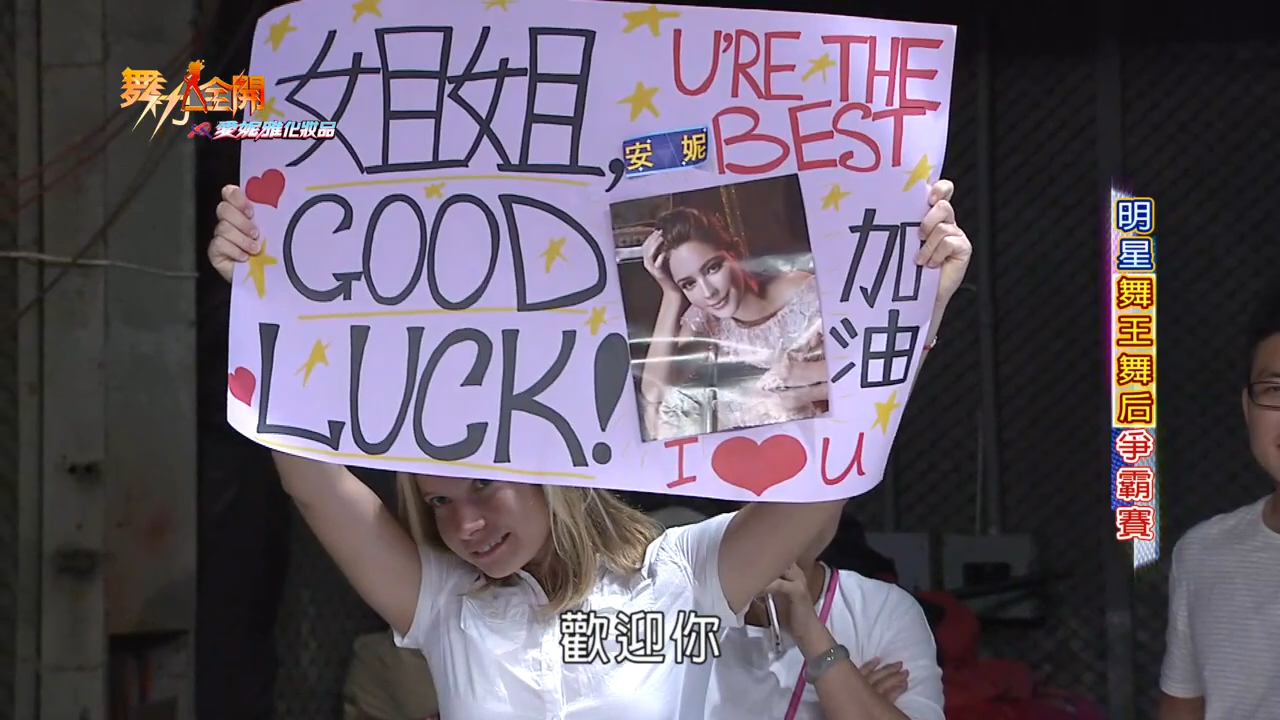 舞力全開
愛妮雅化妝品
姐姐,
GOOD
LUCK!
U'RE THE
BEST
安妮
加油
I ♥ U
明星舞王舞后爭霸賽
歡迎你